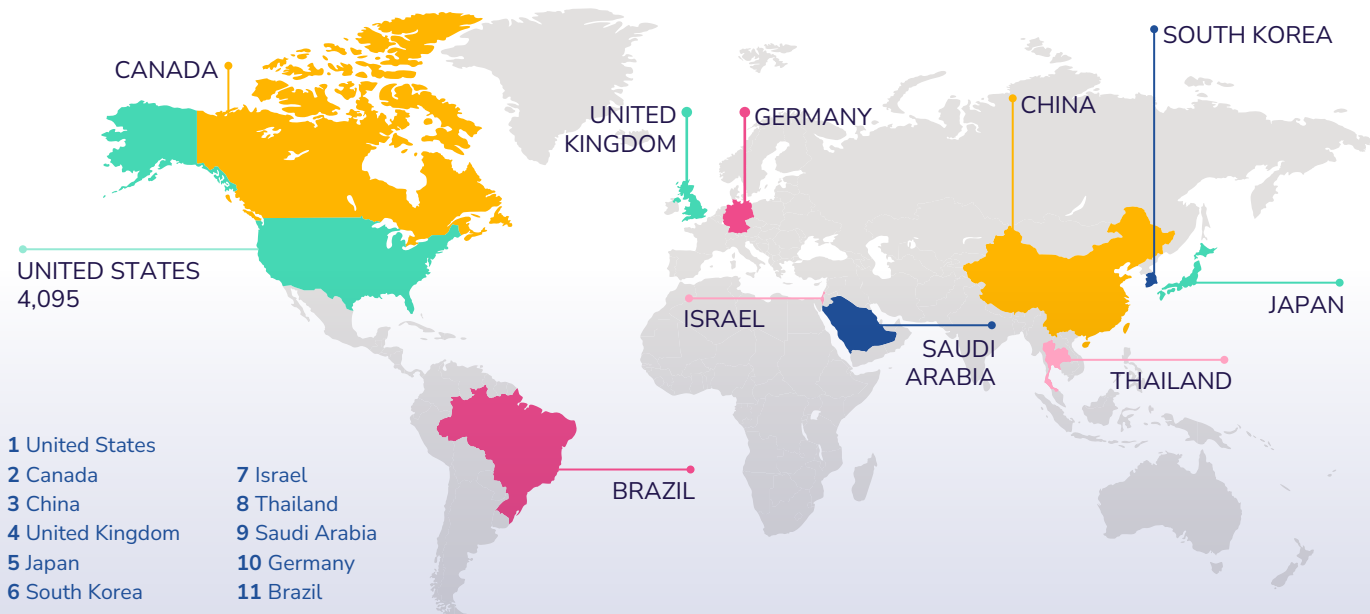 SOUTH KOREA
CANADA
CHINA
UNITED
KINGDOM
GERMANY
UNITED STATES
4,095
JAPAN
ISRAEL
SAUDI
ARABIA
THAILAND
BRAZIL
1 United States
2 Canada
3 China
4 United Kingdom
5 Japan
6 South Korea
7 Israel
8 Thailand
9 Saudi Arabia
10 Germany
11 Brazil